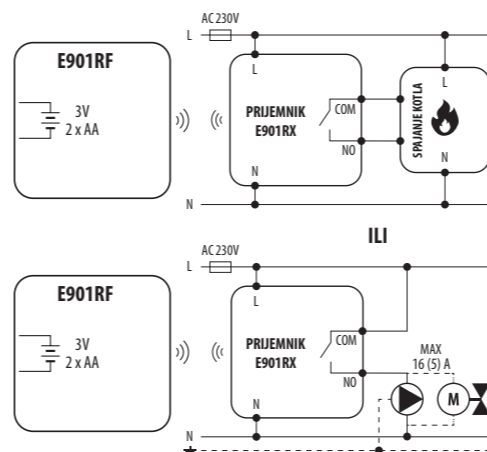 AC 230V
L
E901RF
3V
2 x AA
L
PRIJEMNIK
E901RX
COM
NO
N
L
SPAJANJE KOTLA
N
N
ILI
AC 230V
L
E901RF
3V
2 x AA
L
PRIJEMNIK
E901RX
COM
NO
N
MAX
16 (5) A
M
N